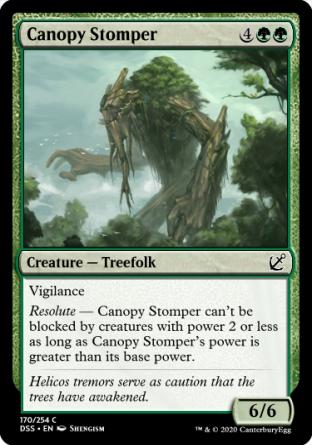 Canopy Stomper 4
Creature — Treefolk
Vigilance
Resolute — Canopy Stomper can't be
blocked by creatures with power 2 or less
as long as Canopy Stomper's power is
greater than its base power.
Helicos tremors serve as caution that the
trees have awakened.
6/6
170/254 C
DSS • EN SHENGISM
™ & © 2020 CanterburyEgg